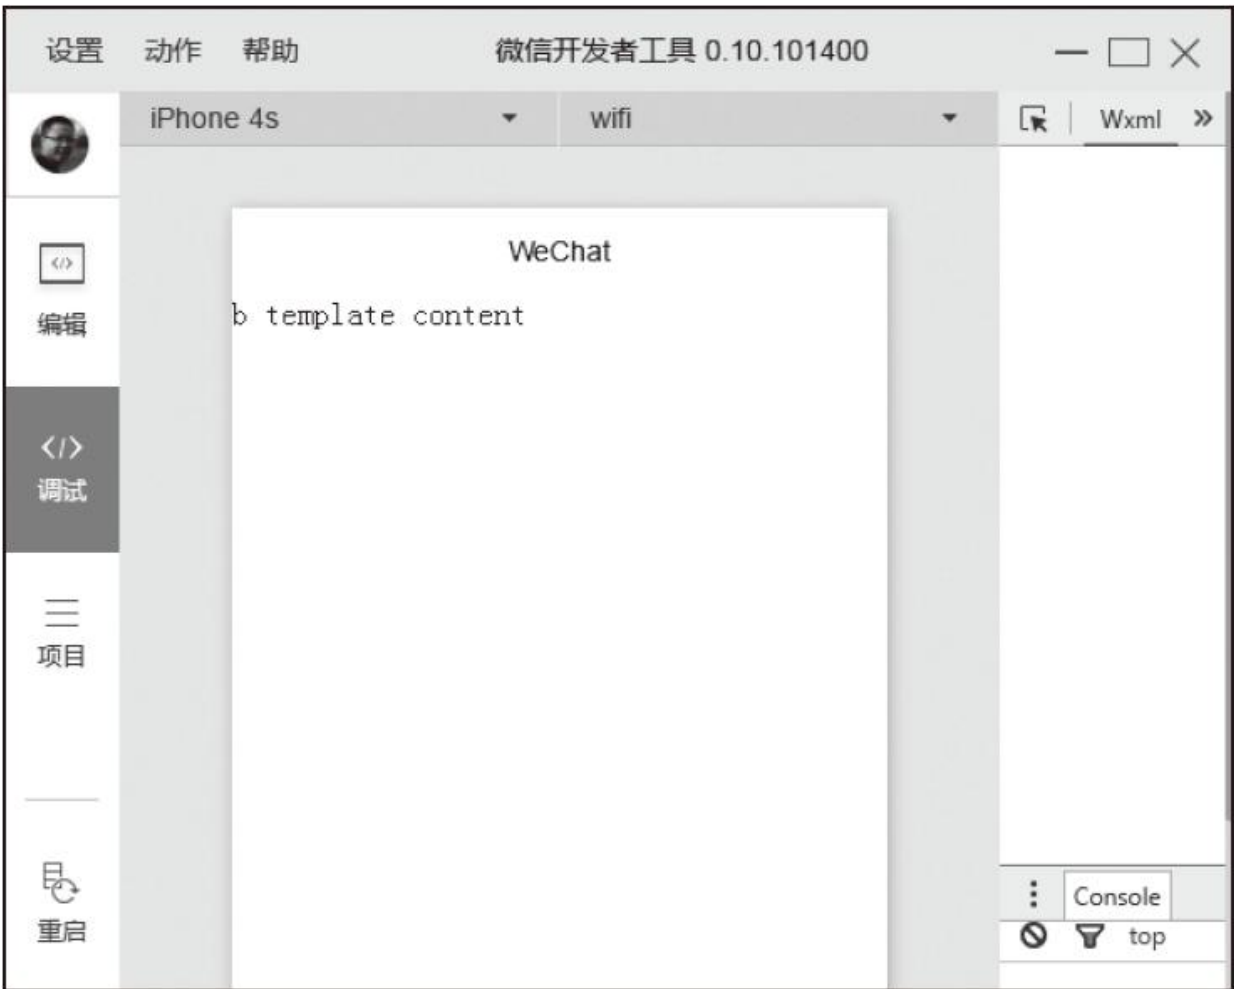 设置 动作 帮助 微信开发者工具 0.10.101400
iPhone 4s wifi Wxml
WeChat
b template content
编辑
调试
项目
重启
Console
top